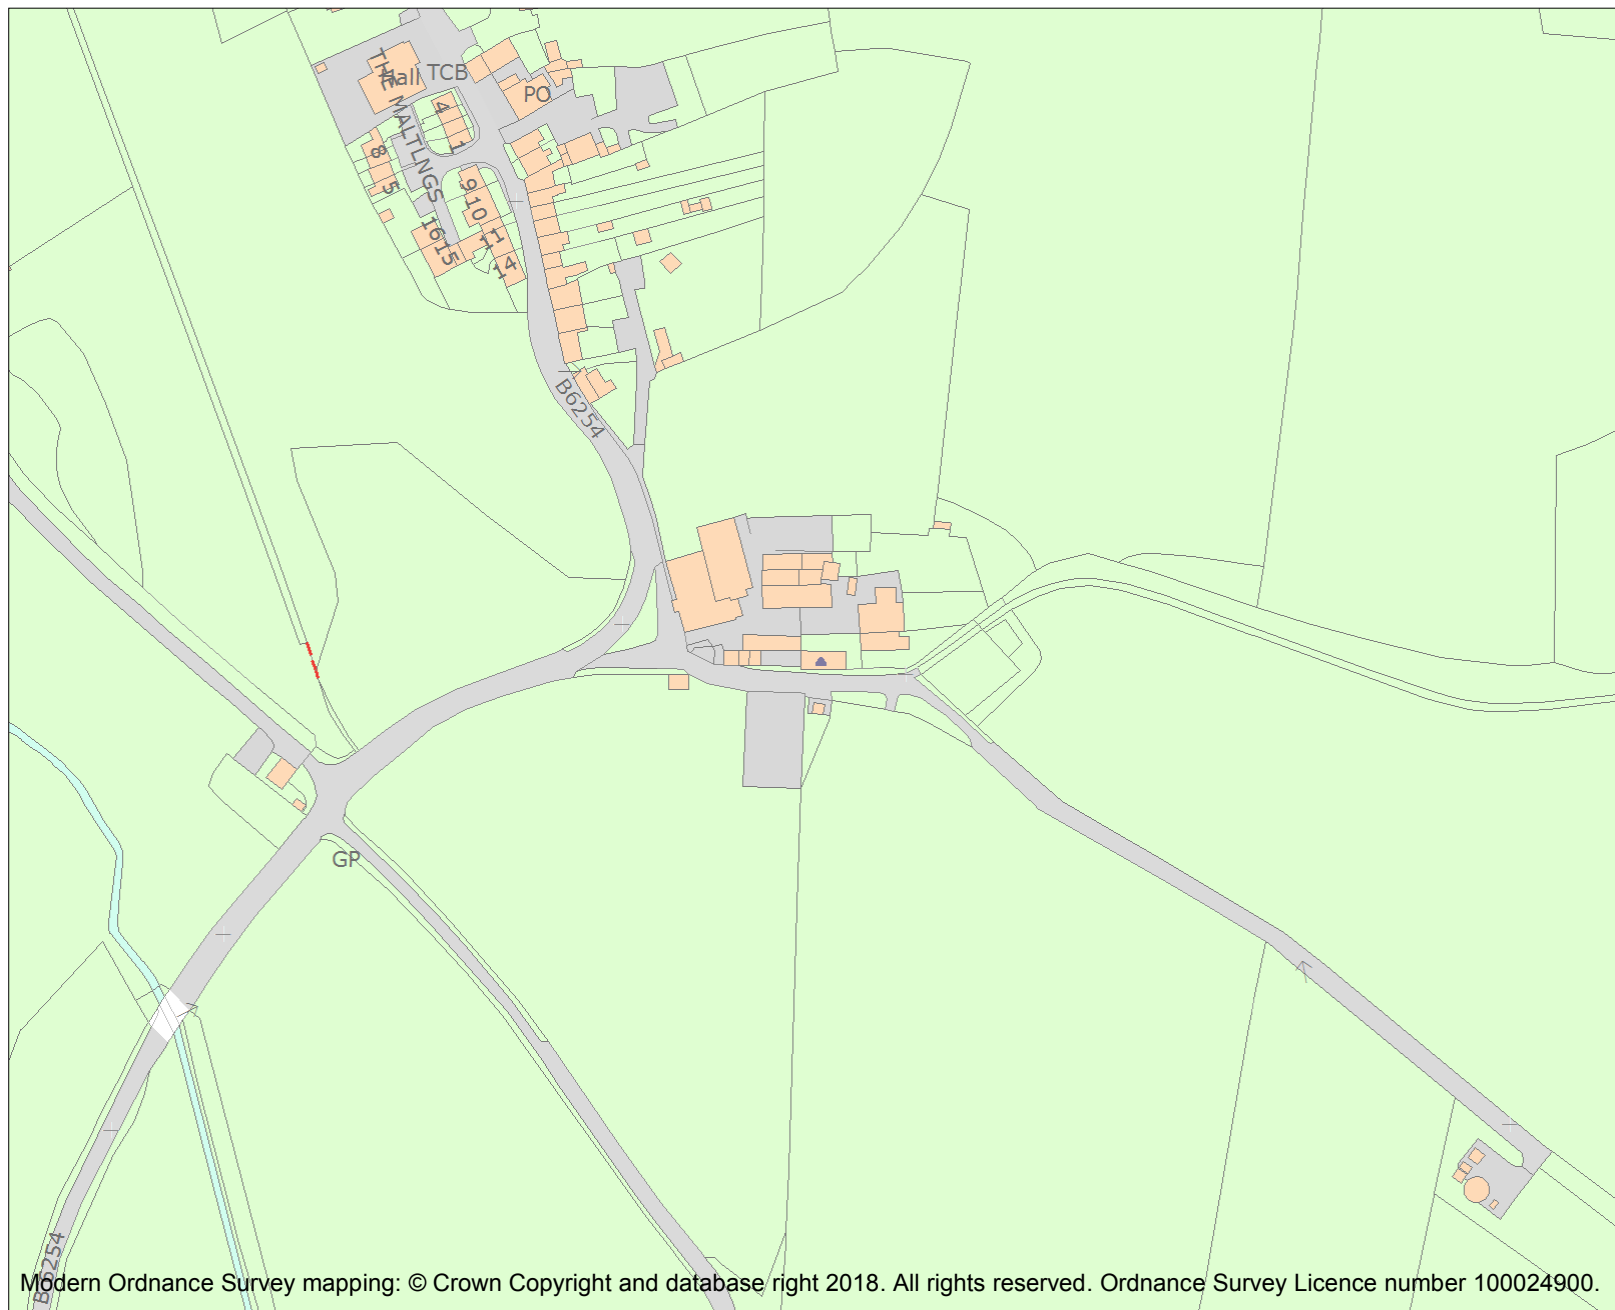 Hall
TCB
PO
THE MALTLNGS
4
1
8
5
9
10
11
14
16
15
B6254
GP
B6254
Modern Ordnance Survey mapping: © Crown Copyright and database right 2018. All rights reserved. Ordnance Survey Licence number 100024900.